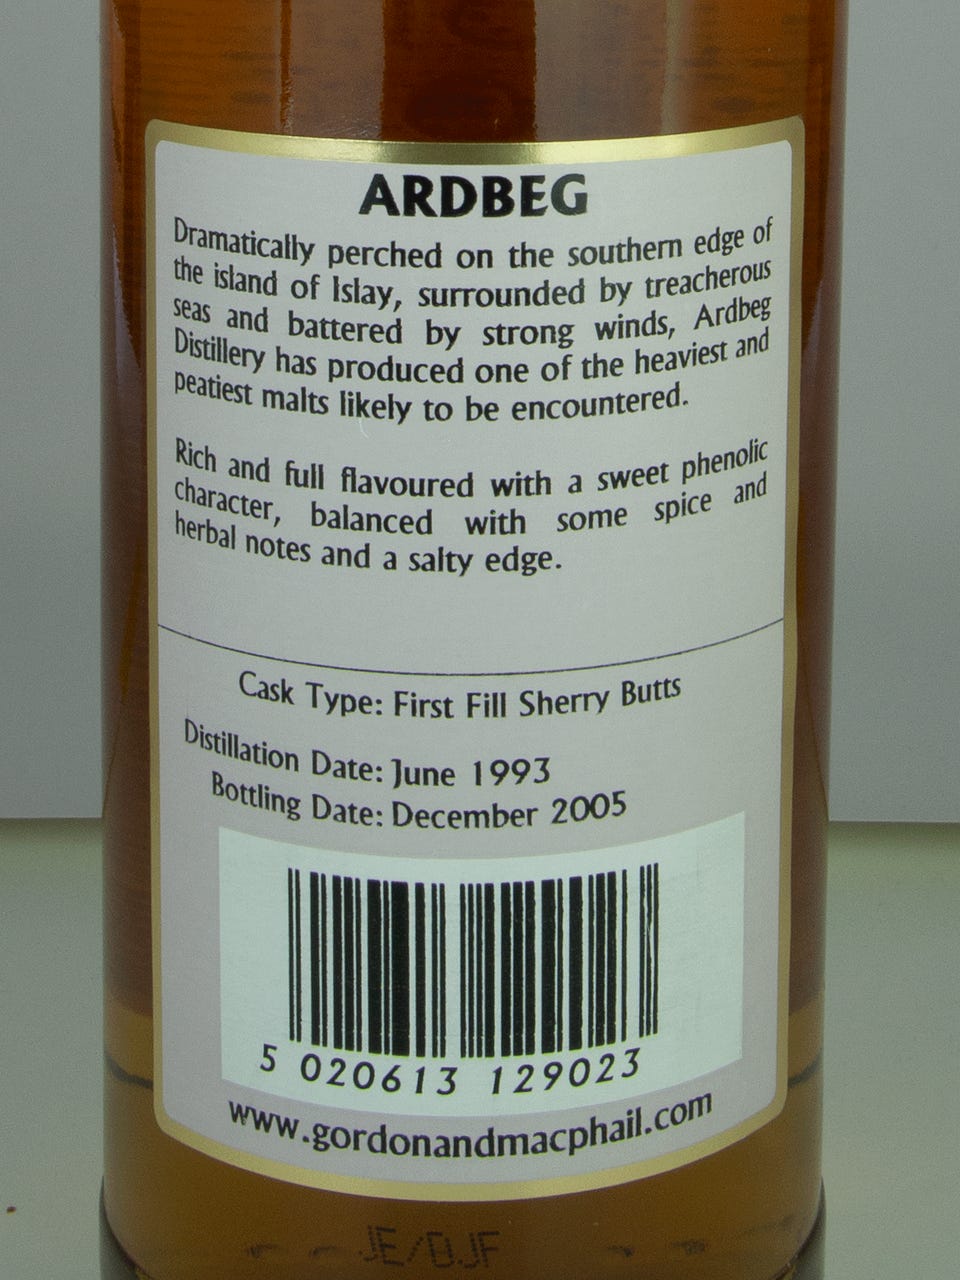 ARDBEG
Dramatically perched on the southern edge of
the island of Islay, surrounded by treacherous
seas and battered by strong winds, Ardbeg
Distillery has produced one of the heaviest and
peatiest malts likely to be encountered.
Rich and full flavoured with a sweet phenolic
character, balanced with some spice and
herbal notes and a salty edge.
Cask Type: First Fill Sherry Butts
Distillation Date: June 1993
Bottling Date: December 2005
5 020613 129023
www.gordonandmacphail.com
JE/DJF